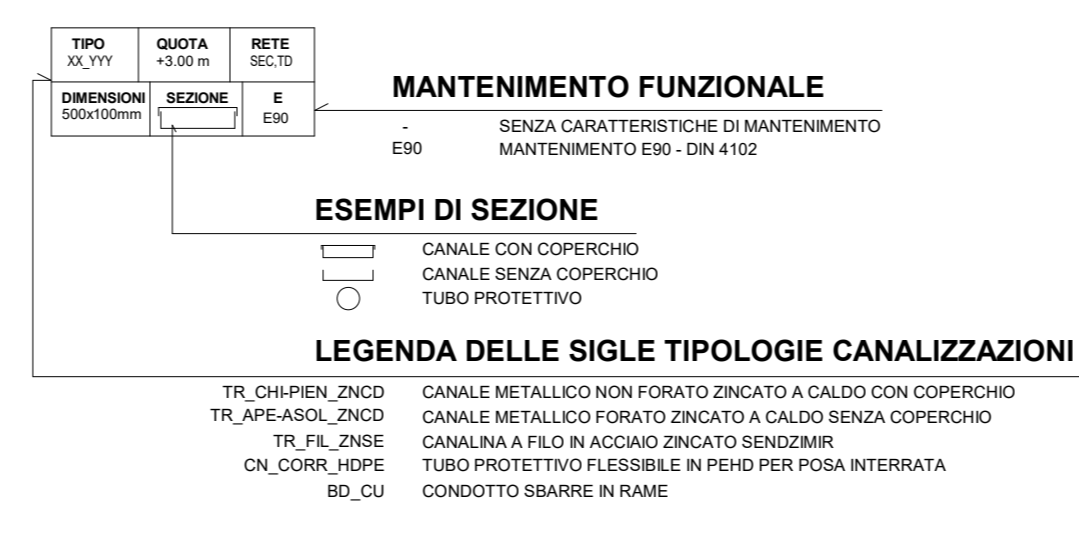 TIPO QUOTA RETE
XX_YYY +3.00 m SEC,TD
DIMENSIONI SEZIONE E
500x100mm E90
MANTENIMENTO FUNZIONALE
- SENZA CARATTERISTICHE DI MANTENIMENTO
E90 MANTENIMENTO E90 - DIN 4102
ESEMPI DI SEZIONE
CANALE CON COPERCHIO
CANALE SENZA COPERCHIO
TUBO PROTETTIVO
LEGENDA DELLE SIGLE TIPOLOGIE CANALIZZAZIONI
TR_CHI-PIEN_ZNCD CANALE METALLICO NON FORATO ZINCATO A CALDO CON COPERCHIO
TR_APE-ASOL_ZNCD CANALE METALLICO FORATO ZINCATO A CALDO SENZA COPERCHIO
TR_FIL_ZNSE CANALINA A FILO IN ACCIAIO ZINCATO SENDZIMIR
CN_CORR_HDPE TUBO PROTETTIVO FLESSIBILE IN PEHD PER POSA INTERRATA
BD_CU CONDOTTO SBARRE IN RAME